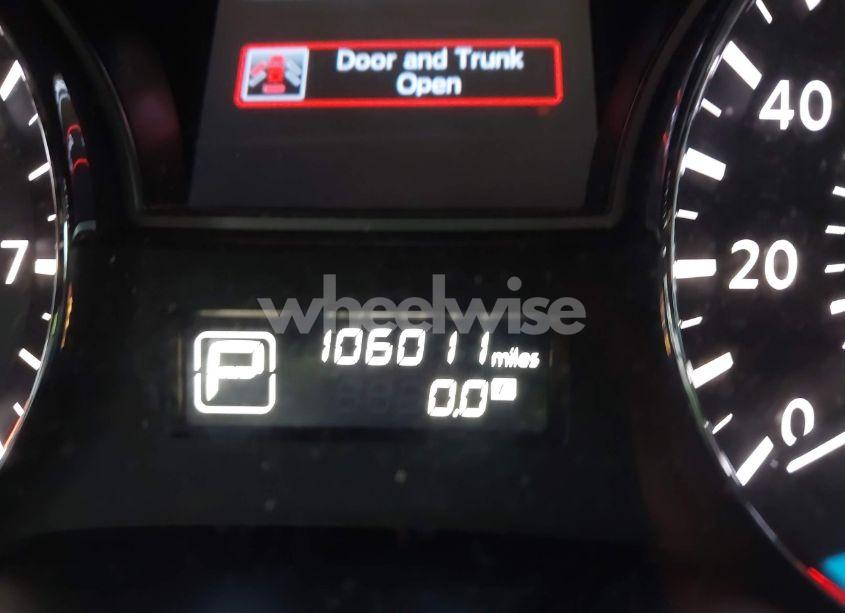 Door and Trunk
Open
40
7
20
wheelwise
P
106011 miles
0.0
0